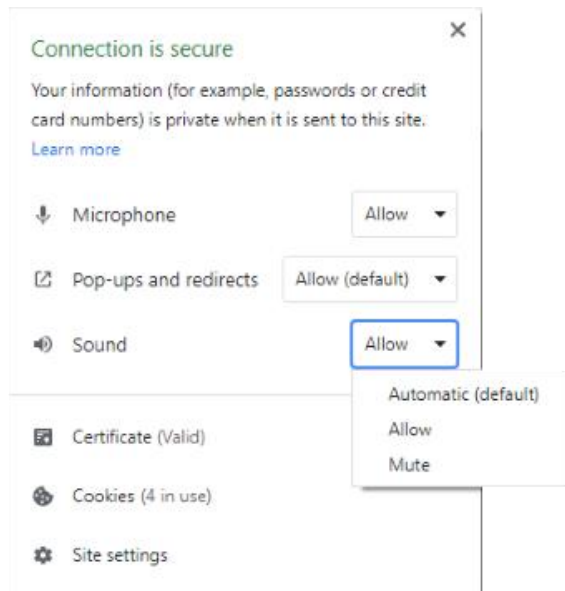 Connection is secure
Your information (for example, passwords or credit
card numbers) is private when it is sent to this site.
Learn more
Microphone Allow
Pop-ups and redirects Allow (default)
Sound Allow
Automatic (default)
Allow
Mute
Certificate (Valid)
Cookies (4 in use)
Site settings